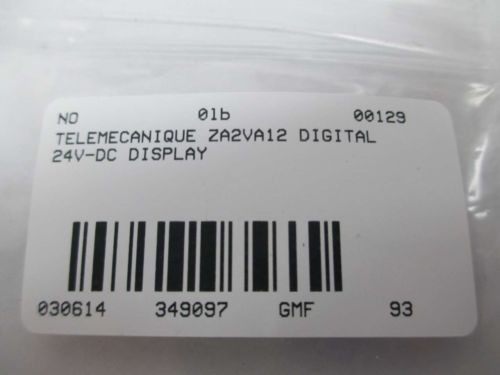 NO 01b 00129
TELEMECANIQUE ZA2VA12 DIGITAL
24V-DC DISPLAY
030614 349097 GMF 93